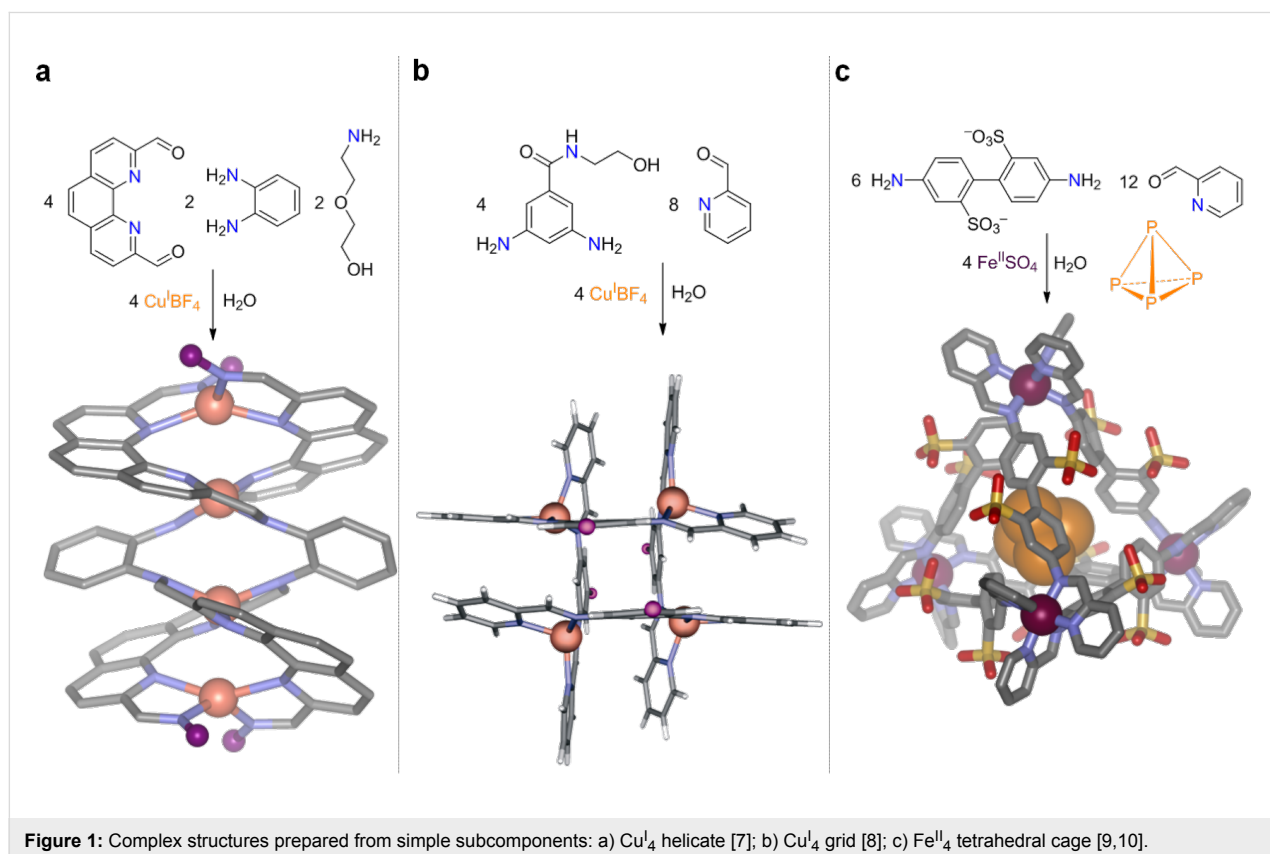 a
b
c
4
O
N
N
O
2
H₂N
H₂N
2
NH₂
O
OH
4 CuᴵBF₄
H₂O
4
O
H
N
OH
H₂N
NH₂
8
O
N
4 CuᴵBF₄
H₂O
6
H₂N
⁻O₃S
SO₃⁻
NH₂
12
O
N
4 FeᴵᴵSO₄
H₂O
P
P
P
P
Figure 1: Complex structures prepared from simple subcomponents: a) Cuᴵ₄ helicate [7]; b) Cuᴵ₄ grid [8]; c) Feᴵᴵ₄ tetrahedral cage [9,10].